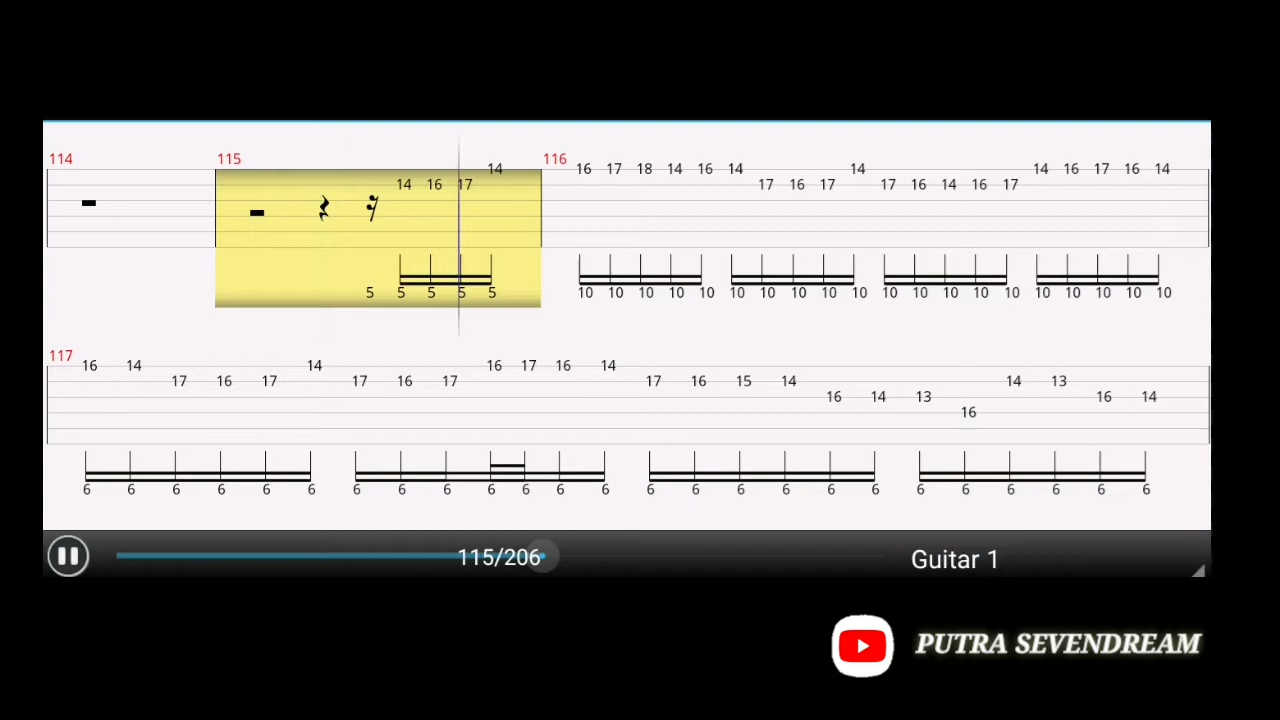 114 115 116
14 16 17 18 14 16 14 14 14 16 17 16 14
14 16 17 17 16 17 17 16 14 16 17
5 5 5 5 5 10 10 10 10 10 10 10 10 10 10 10 10 10 10 10 10 10 10 10 10
117
16 14 14 16 17 16 14
17 16 17 17 16 17 17 16 15 14 14 13
16 14 13 16 14
16
6 6 6 6 6 6 6 6 6 6 6 6 6 6 6 6 6 6 6 6 6 6 6 6 6
115/206 Guitar 1
PUTRA SEVENDREAM